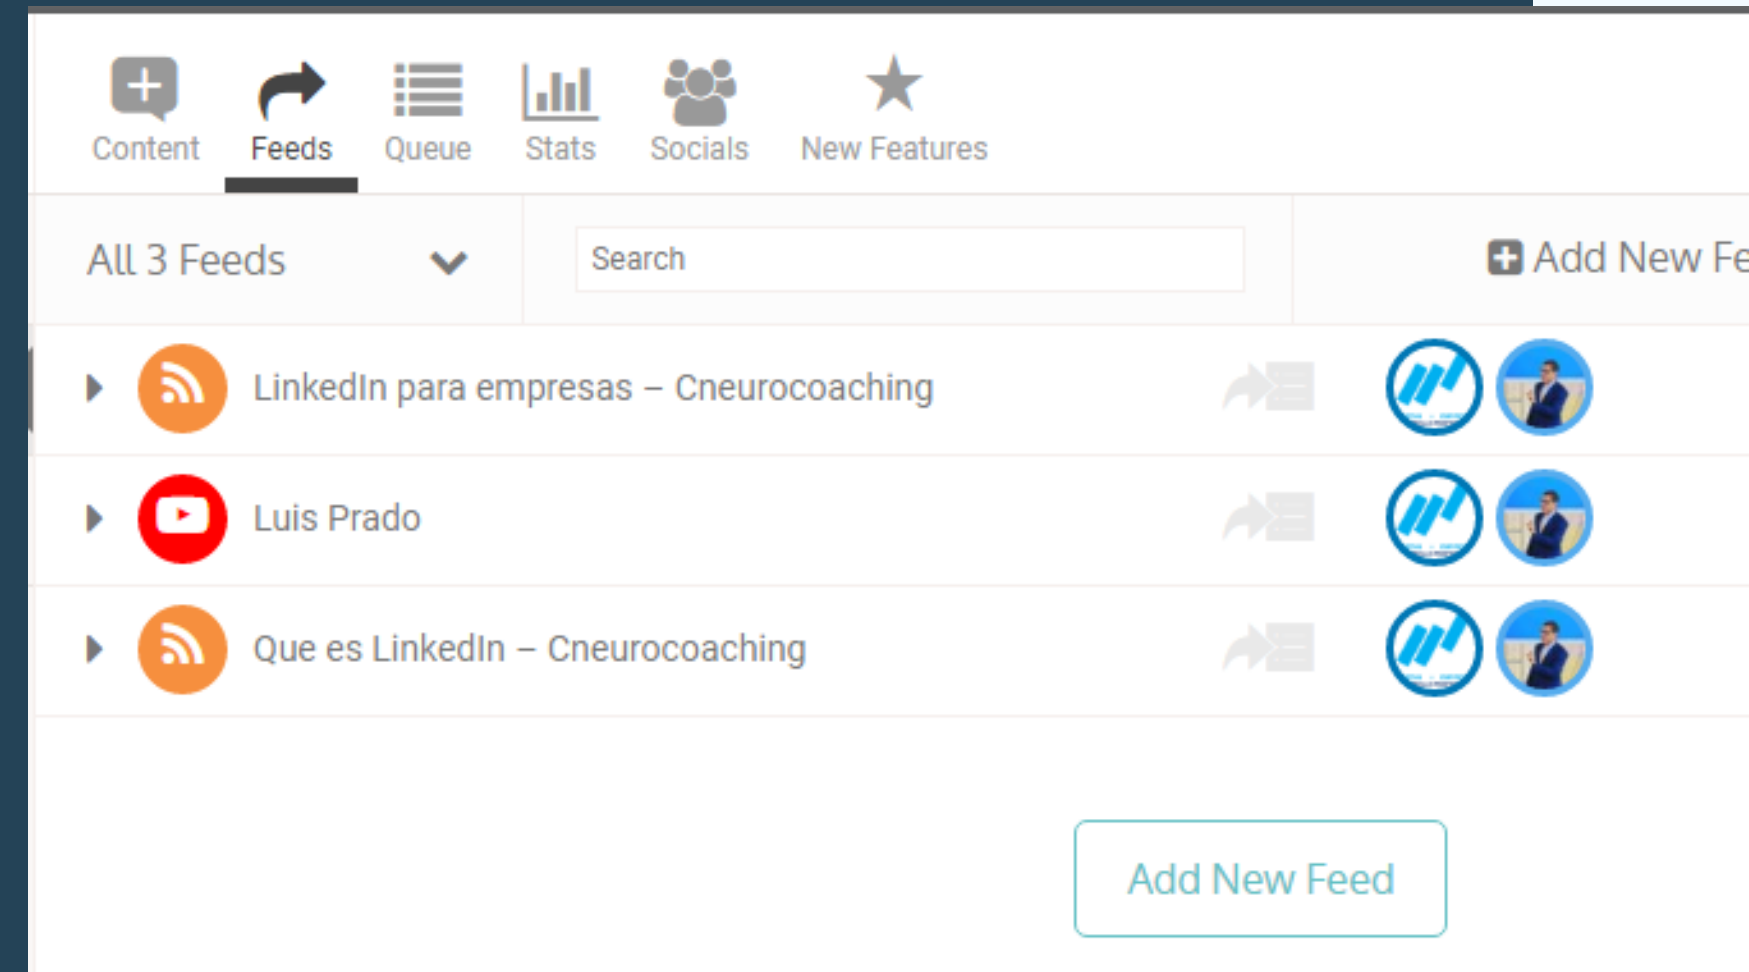 Content Feeds Queue Stats Socials New Features
All 3 Feeds Search Add New Fe
LinkedIn para empresas – Cneurocoaching
Luis Prado
Que es LinkedIn – Cneurocoaching
Add New Feed